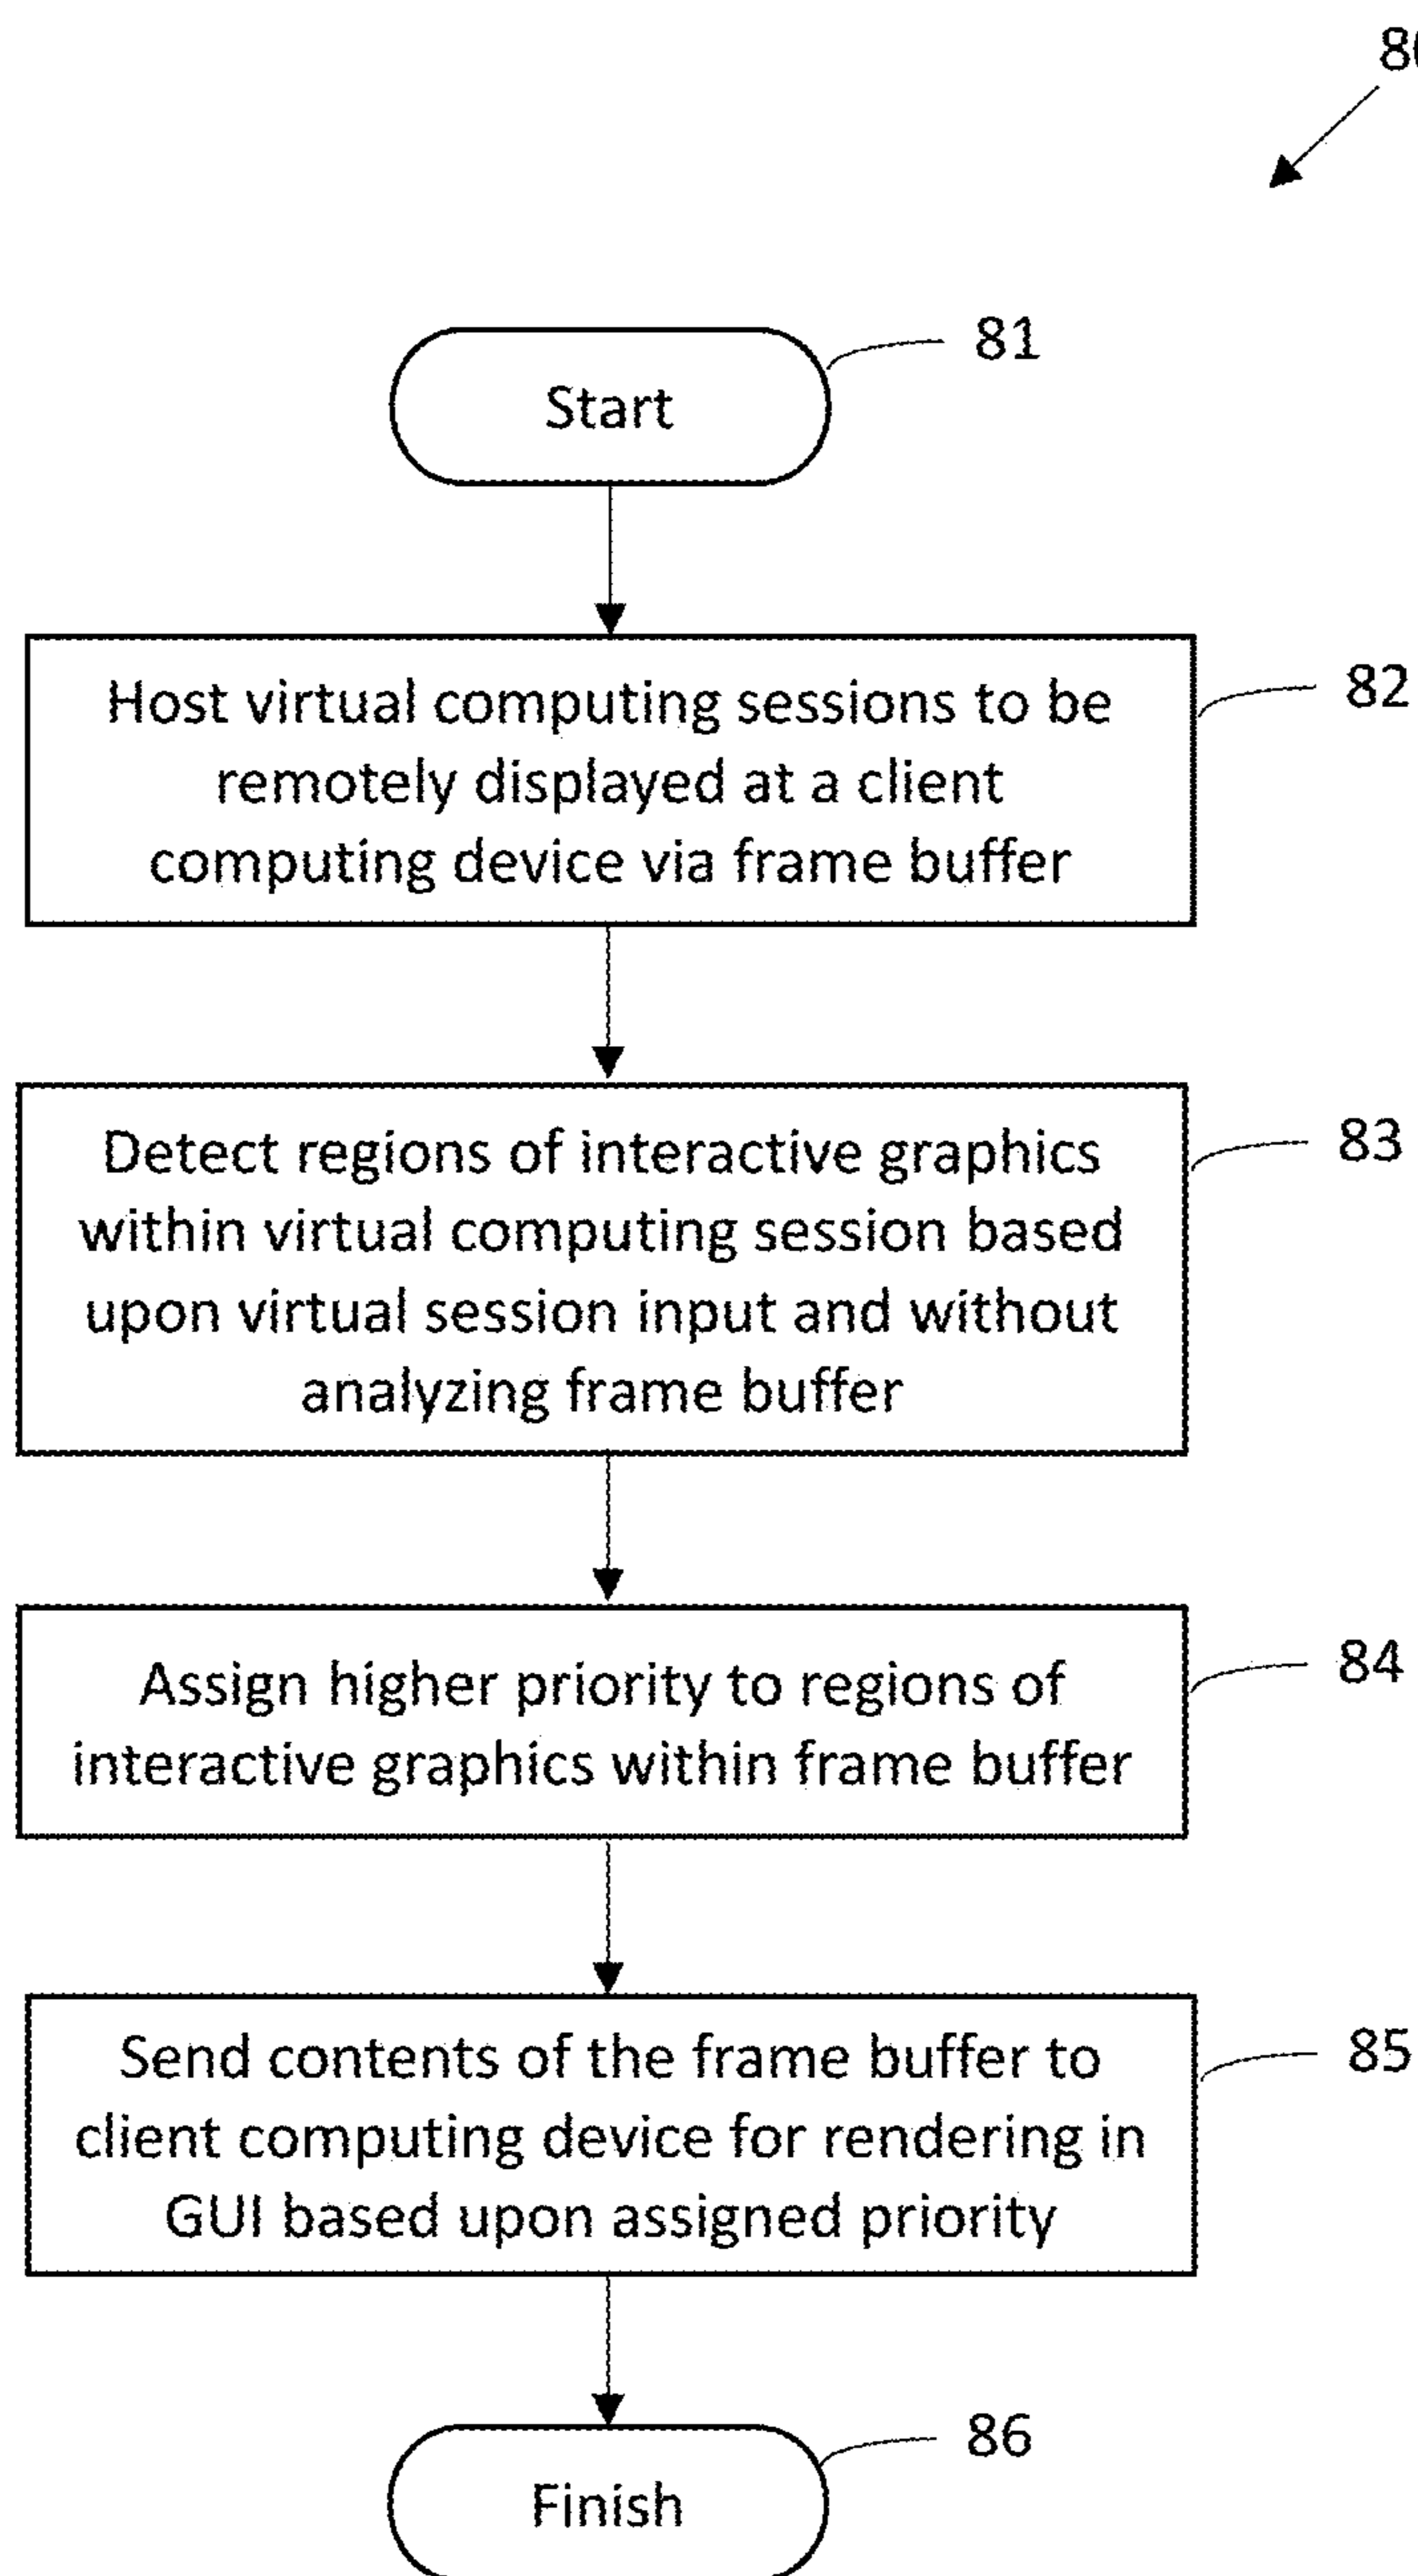 81
Start
82
Host virtual computing sessions to be
remotely displayed at a client
computing device via frame buffer
83
Detect regions of interactive graphics
within virtual computing session based
upon virtual session input and without
analyzing frame buffer
84
Assign higher priority to regions of
interactive graphics within frame buffer
85
Send contents of the frame buffer to
client computing device for rendering in
GUI based upon assigned priority
86
Finish